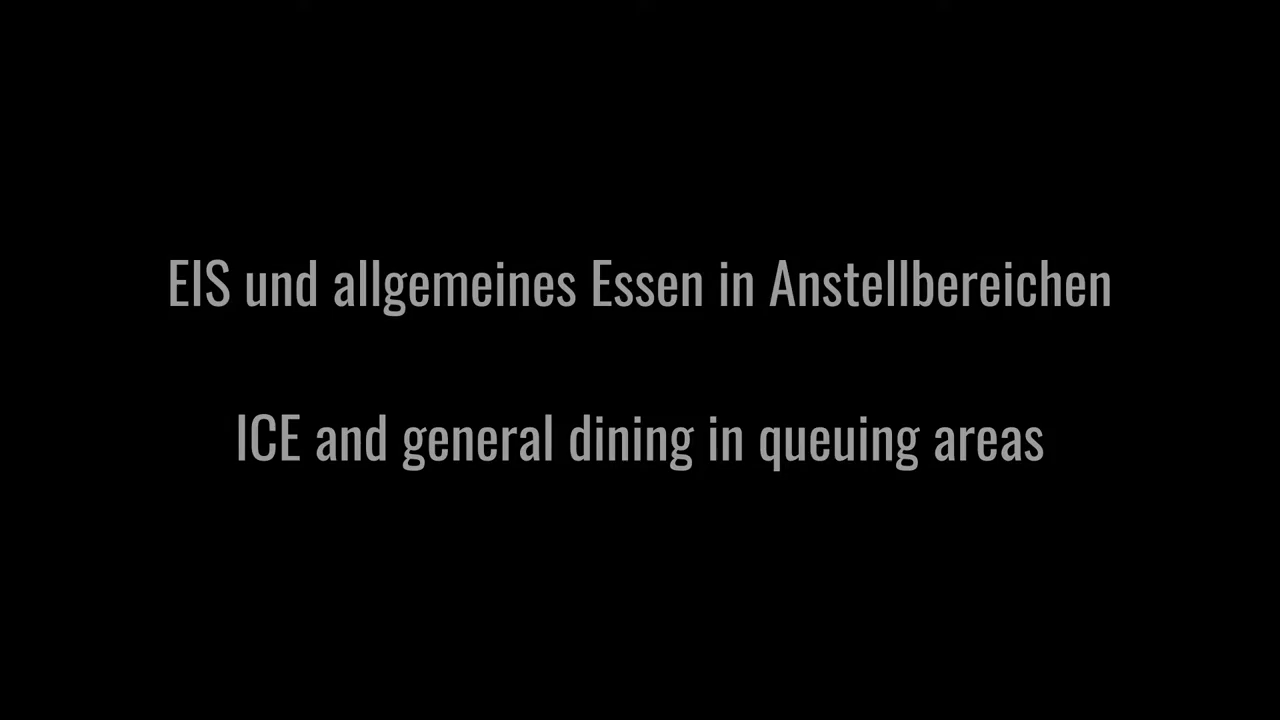 EIS und allgemeines Essen in Anstellbereichen
ICE and general dining in queuing areas